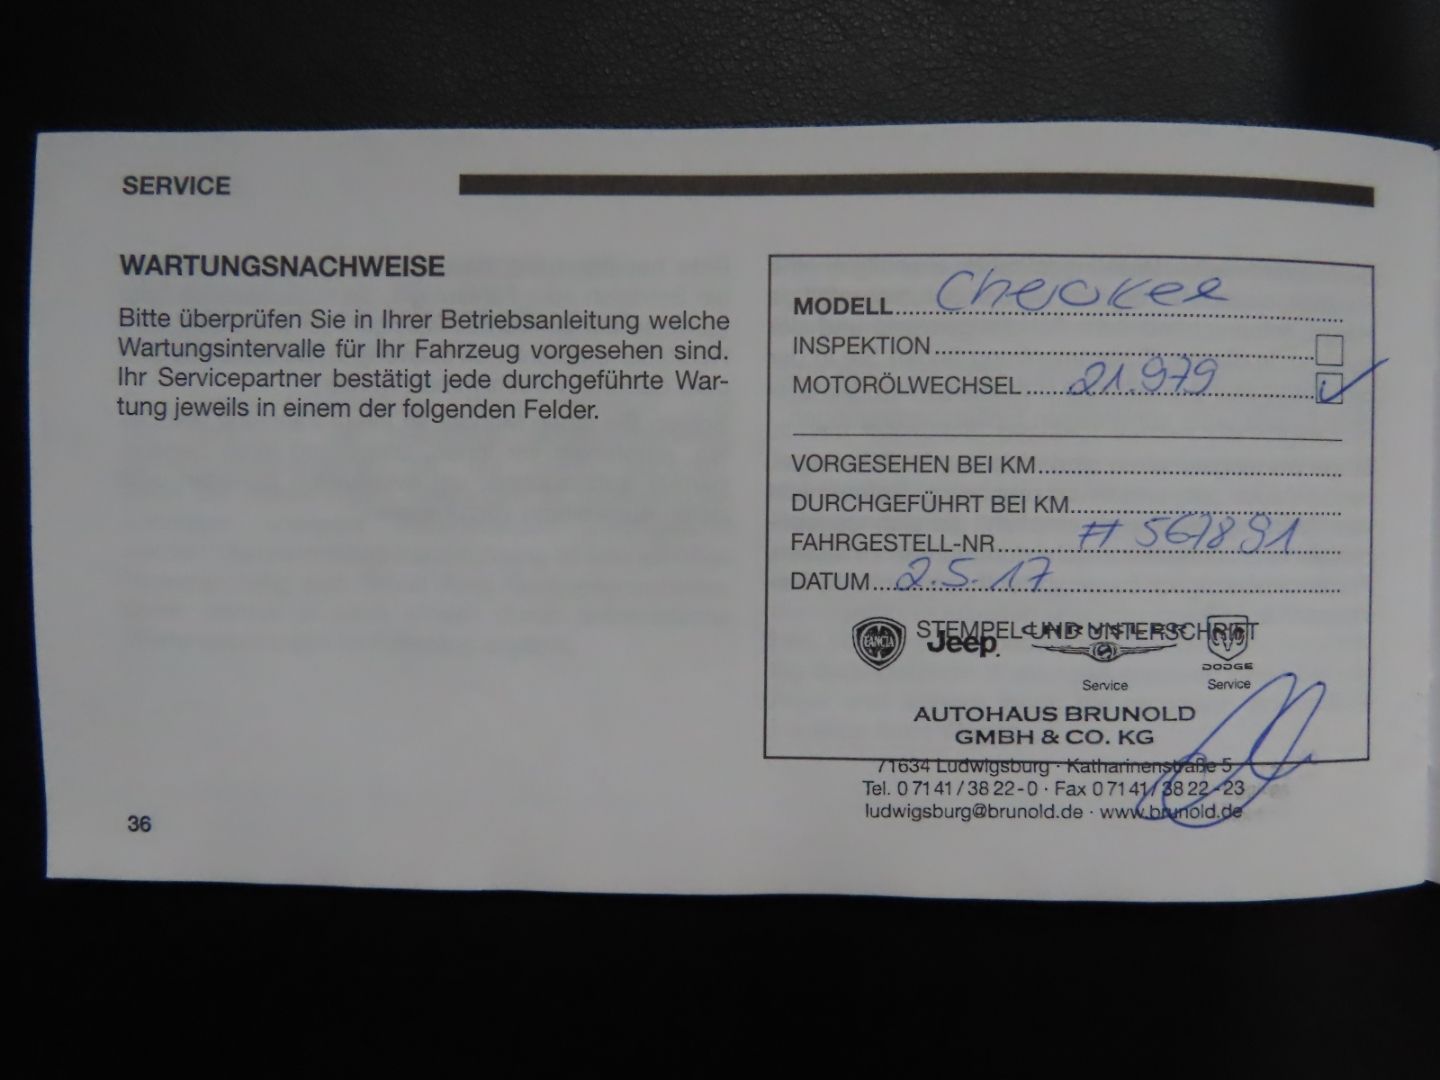 SERVICE
WARTUNGSNACHWEISE
Bitte überprüfen Sie in Ihrer Betriebsanleitung welche
Wartungsintervalle für Ihr Fahrzeug vorgesehen sind.
Ihr Servicepartner bestätigt jede durchgeführte War-
tung jeweils in einem der folgenden Felder.
36
MODELL Cherokee
INSPEKTION
MOTORÖLWECHSEL 21.979
VORGESEHEN BEI KM
DURCHGEFÜHRT BEI KM
FAHRGESTELL-NR # 567891
DATUM 2.5.17
STEMPEL UND UNTERSCHRIFT
LANCIA Jeep CHRYSLER DODGE
Service Service
AUTOHAUS BRUNOLD
GMBH & CO. KG
71634 Ludwigsburg · Katharinenstraße 5
Tel. 0 71 41 / 38 22 - 0 · Fax 0 71 41 / 38 22 - 23
ludwigsburg@brunold.de · www.brunold.de